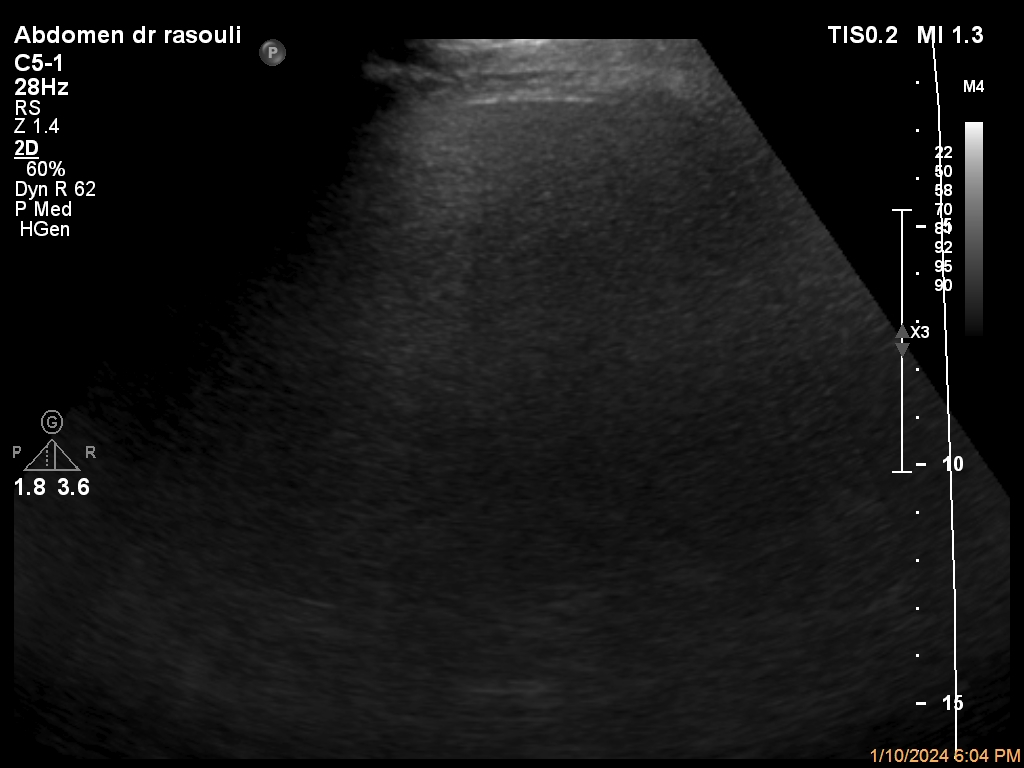 Abdomen dr rasouli
C5-1
28Hz
RS
Z 1.4
2D
60%
Dyn R 62
P Med
HGen
P
TIS0.2 MI 1.3
M4
22
50
58
70
5
92
95
90
X3
10
15
G
P R
1.8 3.6
1/10/2024 6:04 PM